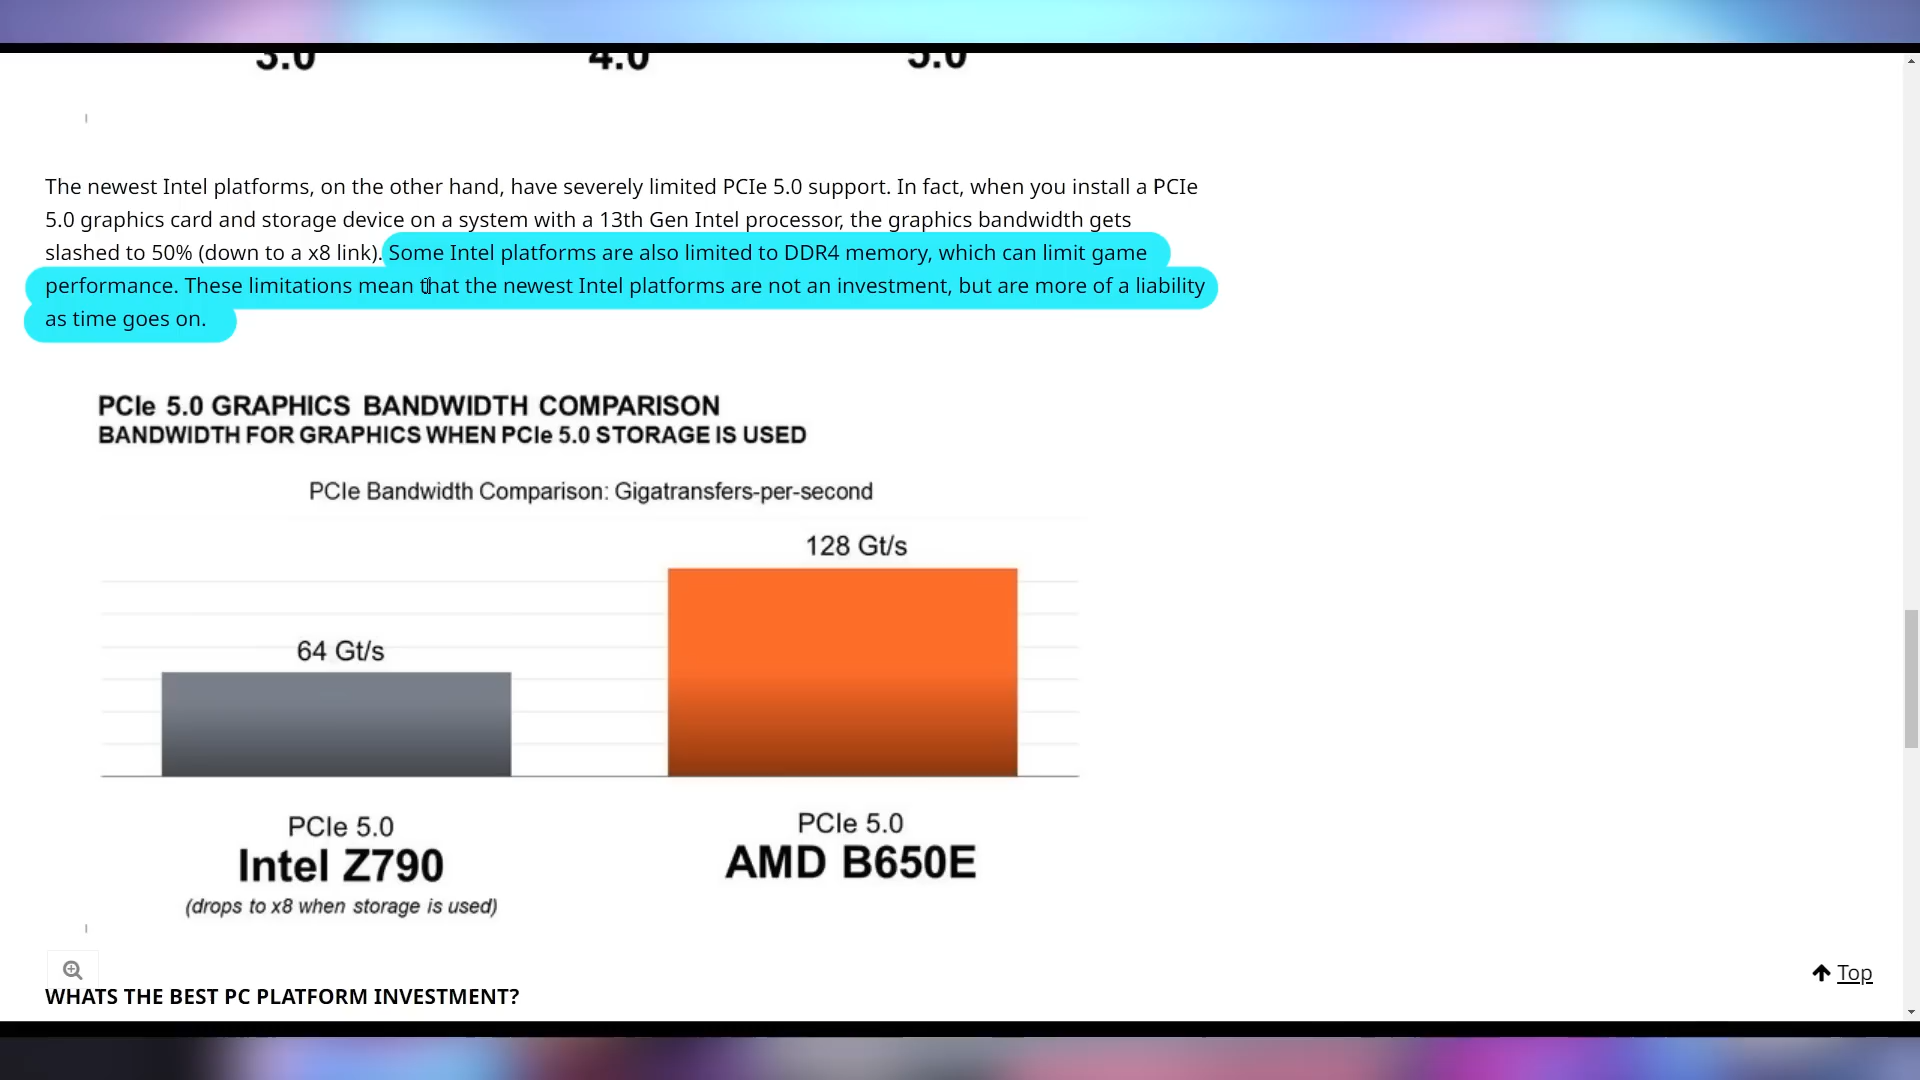 3.0 4.0 5.0
The newest Intel platforms, on the other hand, have severely limited PCIe 5.0 support. In fact, when you install a PCIe
5.0 graphics card and storage device on a system with a 13th Gen Intel processor, the graphics bandwidth gets
slashed to 50% (down to a x8 link). Some Intel platforms are also limited to DDR4 memory, which can limit game
performance. These limitations mean that the newest Intel platforms are not an investment, but are more of a liability
as time goes on.
PCIe 5.0 GRAPHICS BANDWIDTH COMPARISON
BANDWIDTH FOR GRAPHICS WHEN PCIe 5.0 STORAGE IS USED
PCIe Bandwidth Comparison: Gigatransfers-per-second
128 Gt/s
64 Gt/s
PCIe 5.0
Intel Z790
(drops to x8 when storage is used)
PCIe 5.0
AMD B650E
Top
WHATS THE BEST PC PLATFORM INVESTMENT?